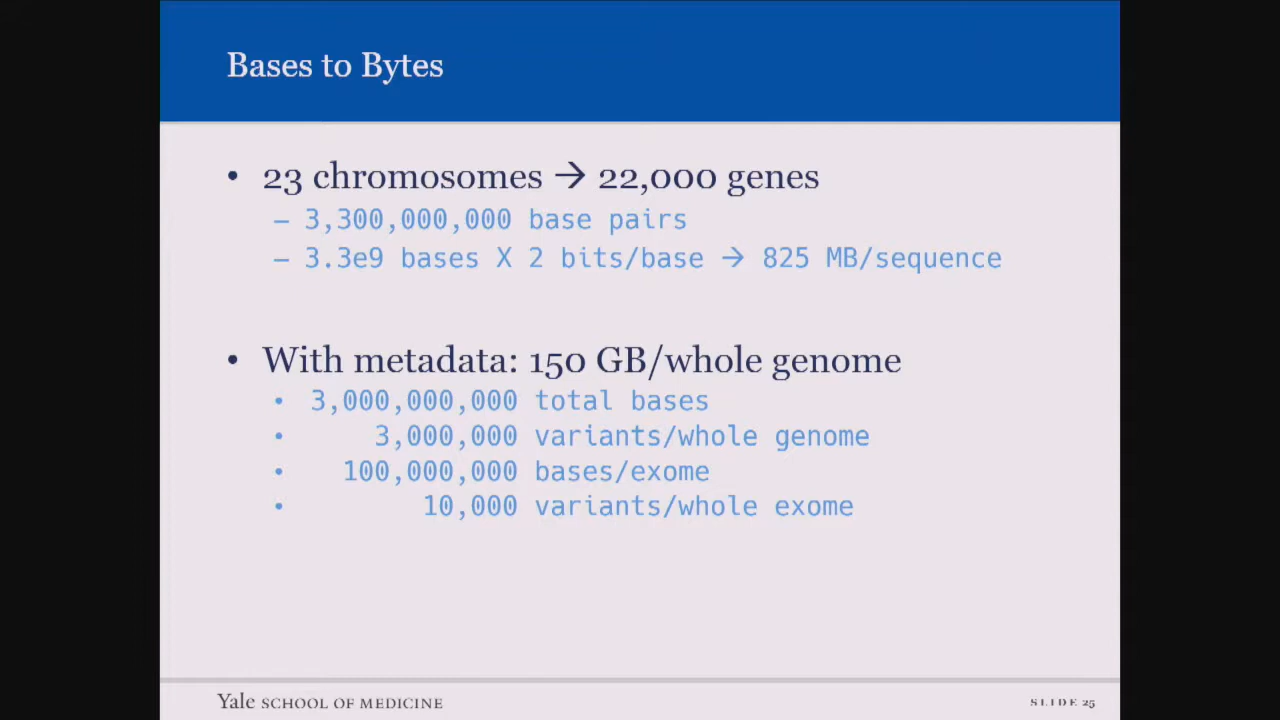 Bases to Bytes
• 23 chromosomes → 22,000 genes
– 3,300,000,000 base pairs
– 3.3e9 bases X 2 bits/base → 825 MB/sequence
• With metadata: 150 GB/whole genome
• 3,000,000,000 total bases
• 3,000,000 variants/whole genome
• 100,000,000 bases/exome
• 10,000 variants/whole exome
Yale SCHOOL OF MEDICINE
SLIDE 25